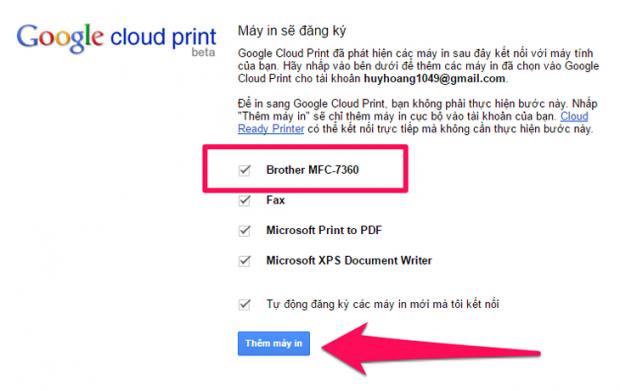 Google cloud print
beta
Máy in sẽ đăng ký
Google Cloud Print đã phát hiện các máy in sau đây kết nối với máy tính
của bạn. Hãy nhấp vào bên dưới để thêm các máy in đã chọn vào Google
Cloud Print cho tài khoản huyhoang1049@gmail.com.
Để in sang Google Cloud Print, bạn không phải thực hiện bước này. Nhấp
"Thêm máy in" sẽ chỉ thêm máy in cục bộ vào tài khoản của bạn. Cloud
Ready Printer có thể kết nối trực tiếp mà không cần thực hiện bước này.
Brother MFC-7360
Fax
Microsoft Print to PDF
Microsoft XPS Document Writer
Tự động đăng ký các máy in mới mà tôi kết nối
Thêm máy in